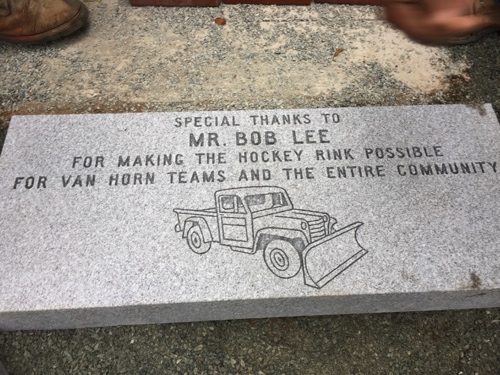 SPECIAL THANKS TO
MR. BOB LEE
FOR MAKING THE HOCKEY RINK POSSIBLE
FOR VAN HORN TEAMS AND THE ENTIRE COMMUNITY